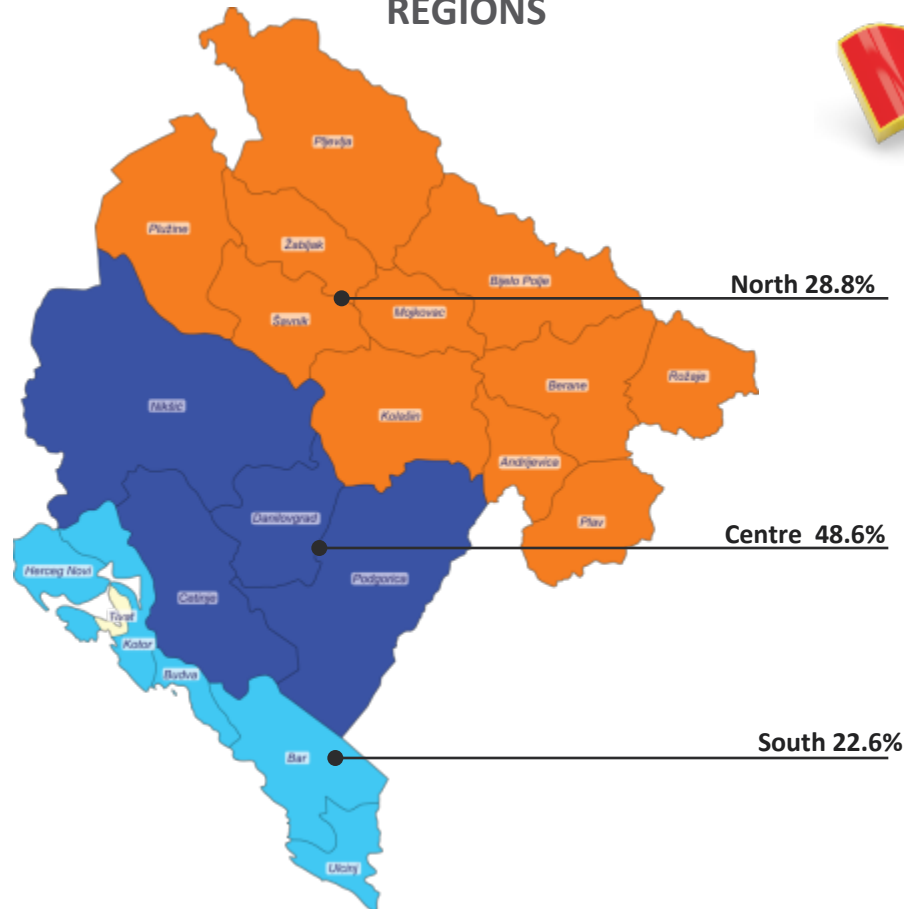 REGIONS
Pljevlja
Plužine
Žabljak
Bijelo Polje
North 28.8%
Mojkovac
Šavnik
Rožaje
Berane
Nikšić
Kolašin
Andrijevica
Danilovgrad
Plav
Centre 48.6%
Herceg Novi
Podgorica
Cetinje
Tivat
Kotor
Budva
South 22.6%
Bar
Ulcinj